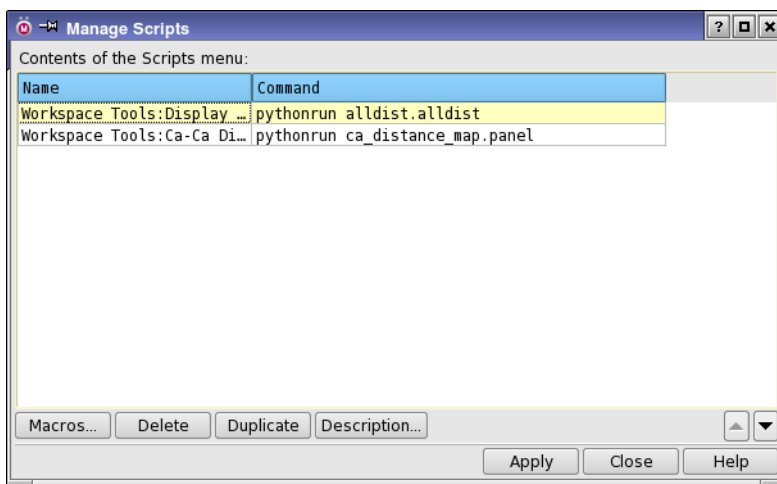 Manage Scripts
Contents of the Scripts menu:
Name Command
Workspace Tools:Display … pythonrun alldist.alldist
Workspace Tools:Ca-Ca Di… pythonrun ca_distance_map.panel
Macros... Delete Duplicate Description...
Apply Close Help